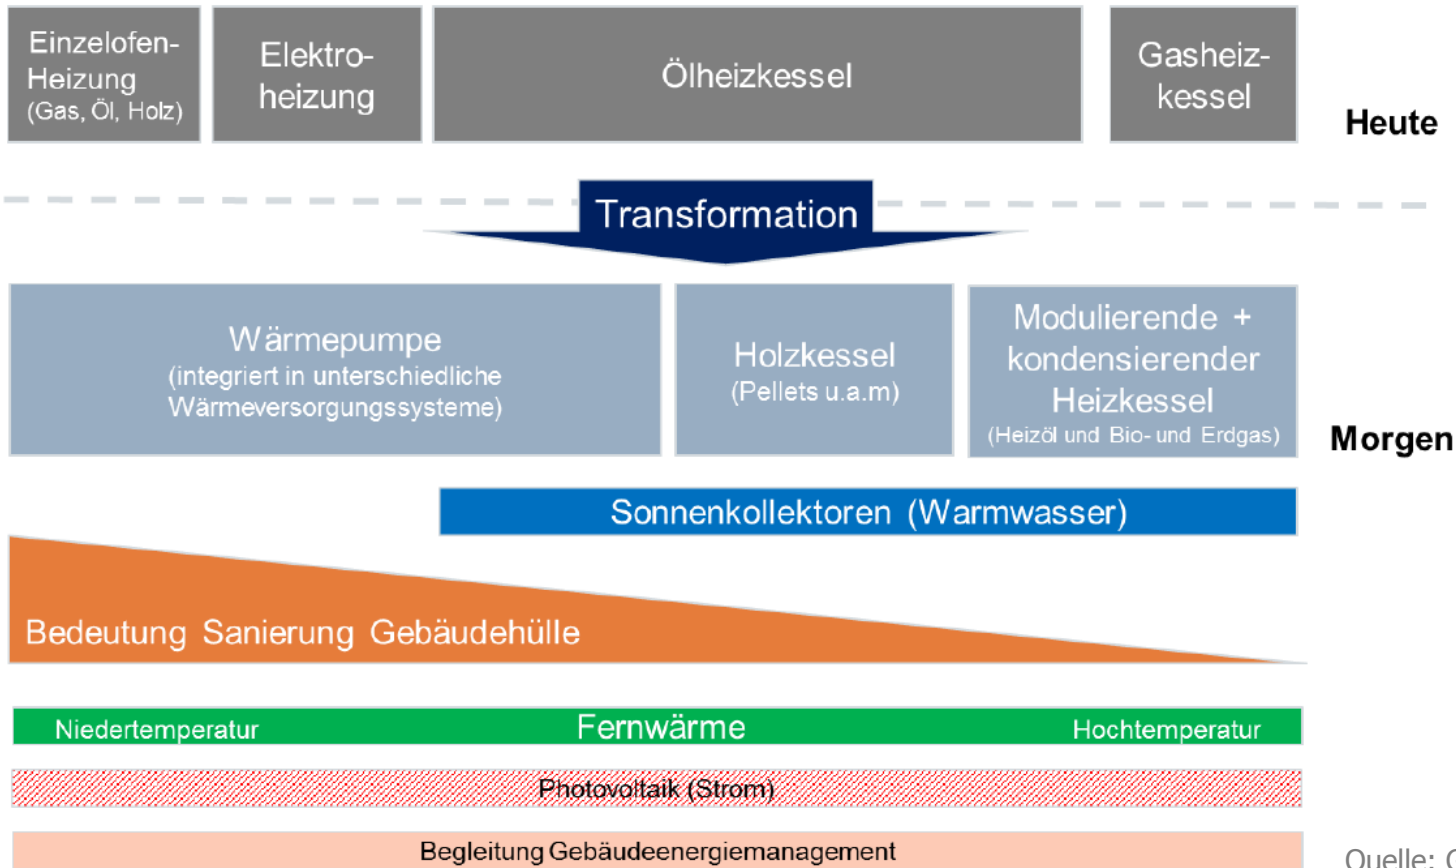 Einzelofen-
Heizung
(Gas, Öl, Holz)
Elektro-
heizung
Ölheizkessel
Gasheiz-
kessel
Heute
Transformation
Wärmepumpe
(integriert in unterschiedliche
Wärmeversorgungssysteme)
Holzkessel
(Pellets u.a.m)
Modulierende +
kondensierender
Heizkessel
(Heizöl und Bio- und Erdgas)
Morgen
Sonnenkollektoren (Warmwasser)
Bedeutung Sanierung Gebäudehülle
Niedertemperatur
Fernwärme
Hochtemperatur
Photovoltaik (Strom)
Begleitung Gebäudeenergiemanagement
Quelle: